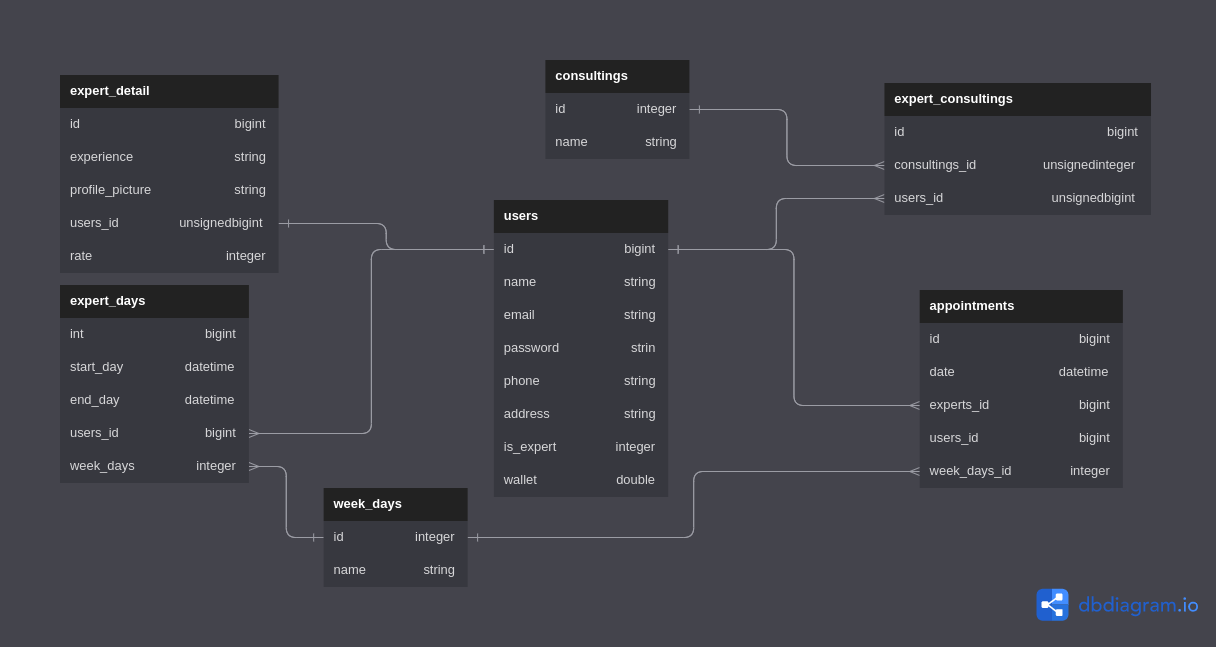 expert_detail
id bigint
experience string
profile_picture string
users_id unsignedbigint
rate integer
expert_days
int bigint
start_day datetime
end_day datetime
users_id bigint
week_days integer
week_days
id integer
name string
consultings
id integer
name string
users
id bigint
name string
email string
password strin
phone string
address string
is_expert integer
wallet double
expert_consultings
id bigint
consultings_id unsignedinteger
users_id unsignedbigint
appointments
id bigint
date datetime
experts_id bigint
users_id bigint
week_days_id integer
dbdiagram.io